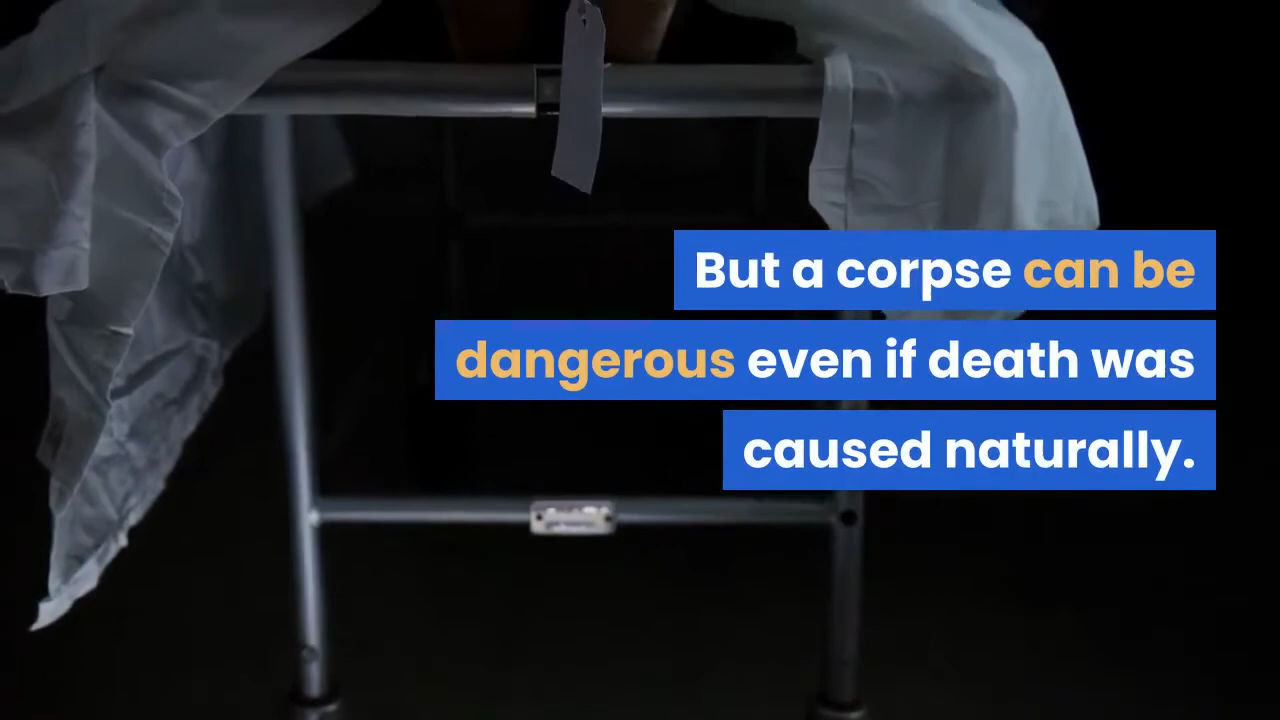 But a corpse can be
dangerous even if death was
caused naturally.